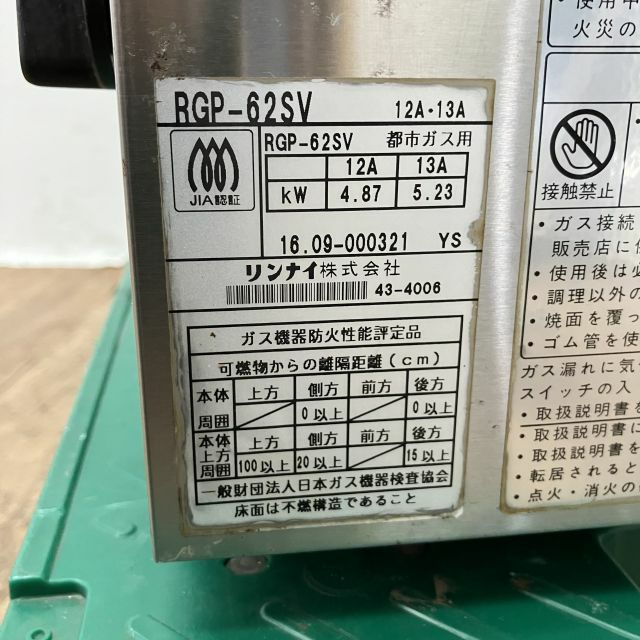 RGP-62SV 12A・13A
JIA認証
RGP-62SV 都市ガス用
12A 13A
kW 4.87 5.23
16.09-000321 YS
リンナイ株式会社
43-4006
ガス機器防火性能評定品
可燃物からの離隔距離(cm)
本体周囲 上方 側方 前方 後方
0以上 0以上
本体上方周囲 上方 側方 前方 後方
100以上 20以上 15以上
一般財団法人日本ガス機器検査協会
床面は不燃構造であること
・使用中
火災の
接触禁止
・ガス接続
販売店に
・使用後は必
・調理以外の
・焼面を覆っ
・ゴム管を使
ガス漏れに気
スイッチの入
・取扱説明書を
・取扱説明書に
・取扱説明書を
・転居されると
・点火・消火の